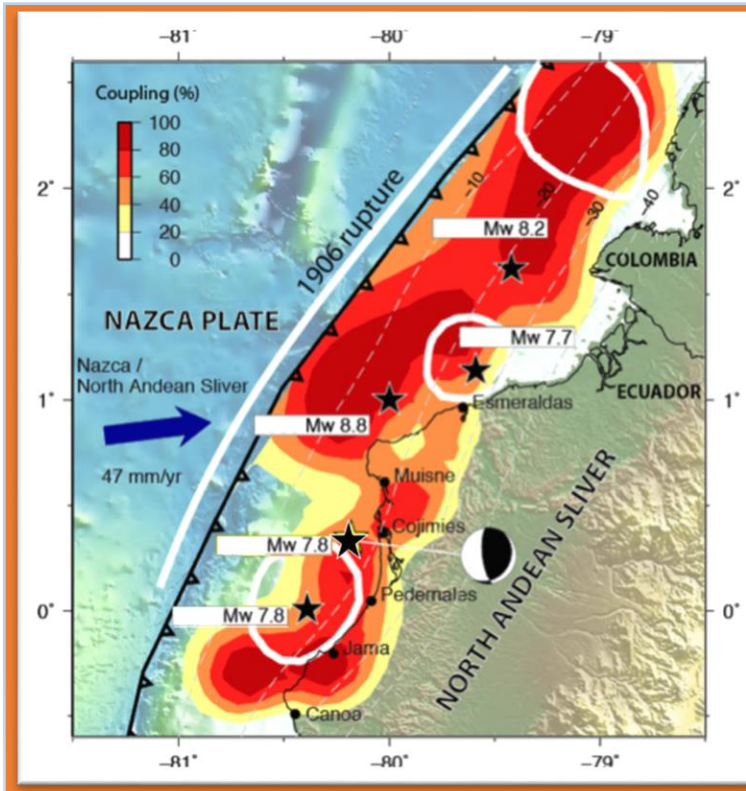 -81° -80° -79°
Coupling (%)
100
80
60
40
20
0
2° 2°
1906 rupture
-10
-20
-30
-40
Mw 8.2
COLOMBIA
NAZCA PLATE
Mw 7.7
Nazca /
North Andean Sliver
ECUADOR
1° 1°
Esmeraldas
Mw 8.8
47 mm/yr
Muisne
Cojimies
Mw 7.8
Pedernalas
0° 0°
Mw 7.8
Jama
NORTH ANDEAN SLIVER
Canoa
-81° -80° -79°